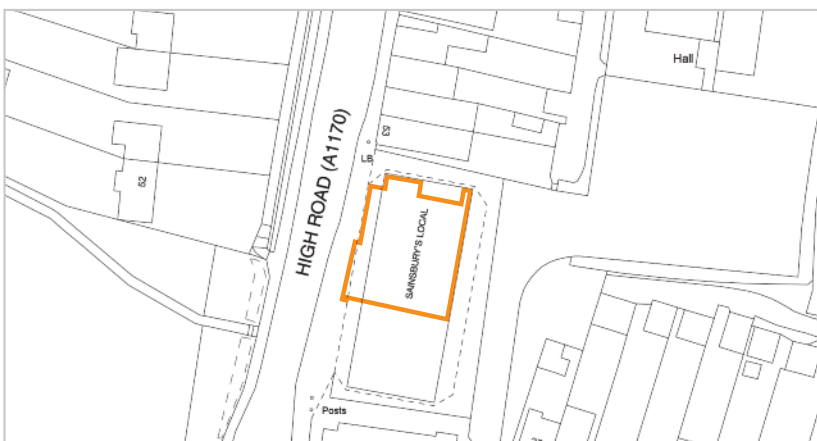 Hall
HIGH ROAD (A1170)
53
LB
52
SAINSBURY'S LOCAL
Posts